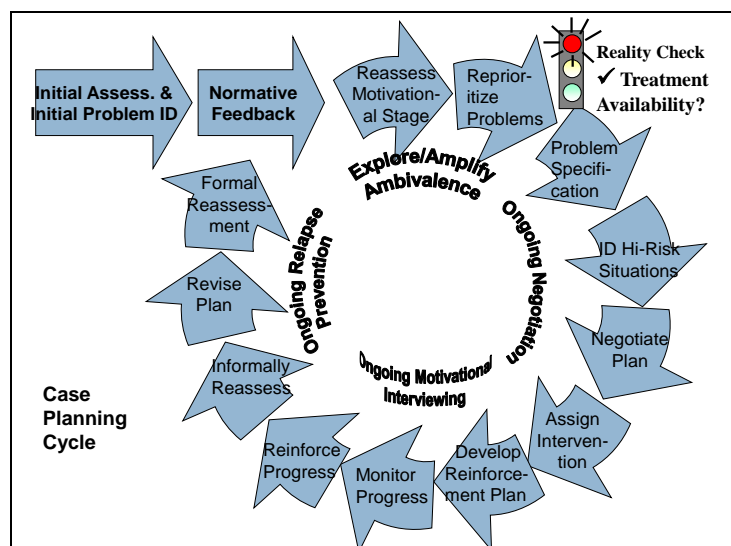 Initial Assess. &
Initial Problem ID
Normative
Feedback
Reassess
Motivation-
al Stage
Reprior-
itize
Problems
Reality Check
✓ Treatment
Availability?
Problem
Specifi-
cation
ID Hi-Risk
Situations
Negotiate
Plan
Assign
Interven-
tion
Develop
Reinforce-
ment Plan
Monitor
Progress
Reinforce
Progress
Informally
Reassess
Revise
Plan
Formal
Reassess-
ment
Explore/Amplify
Ambivalence
Ongoing Negotiation
Ongoing Motivational
Interviewing
Ongoing Relapse
Prevention
Case
Planning
Cycle